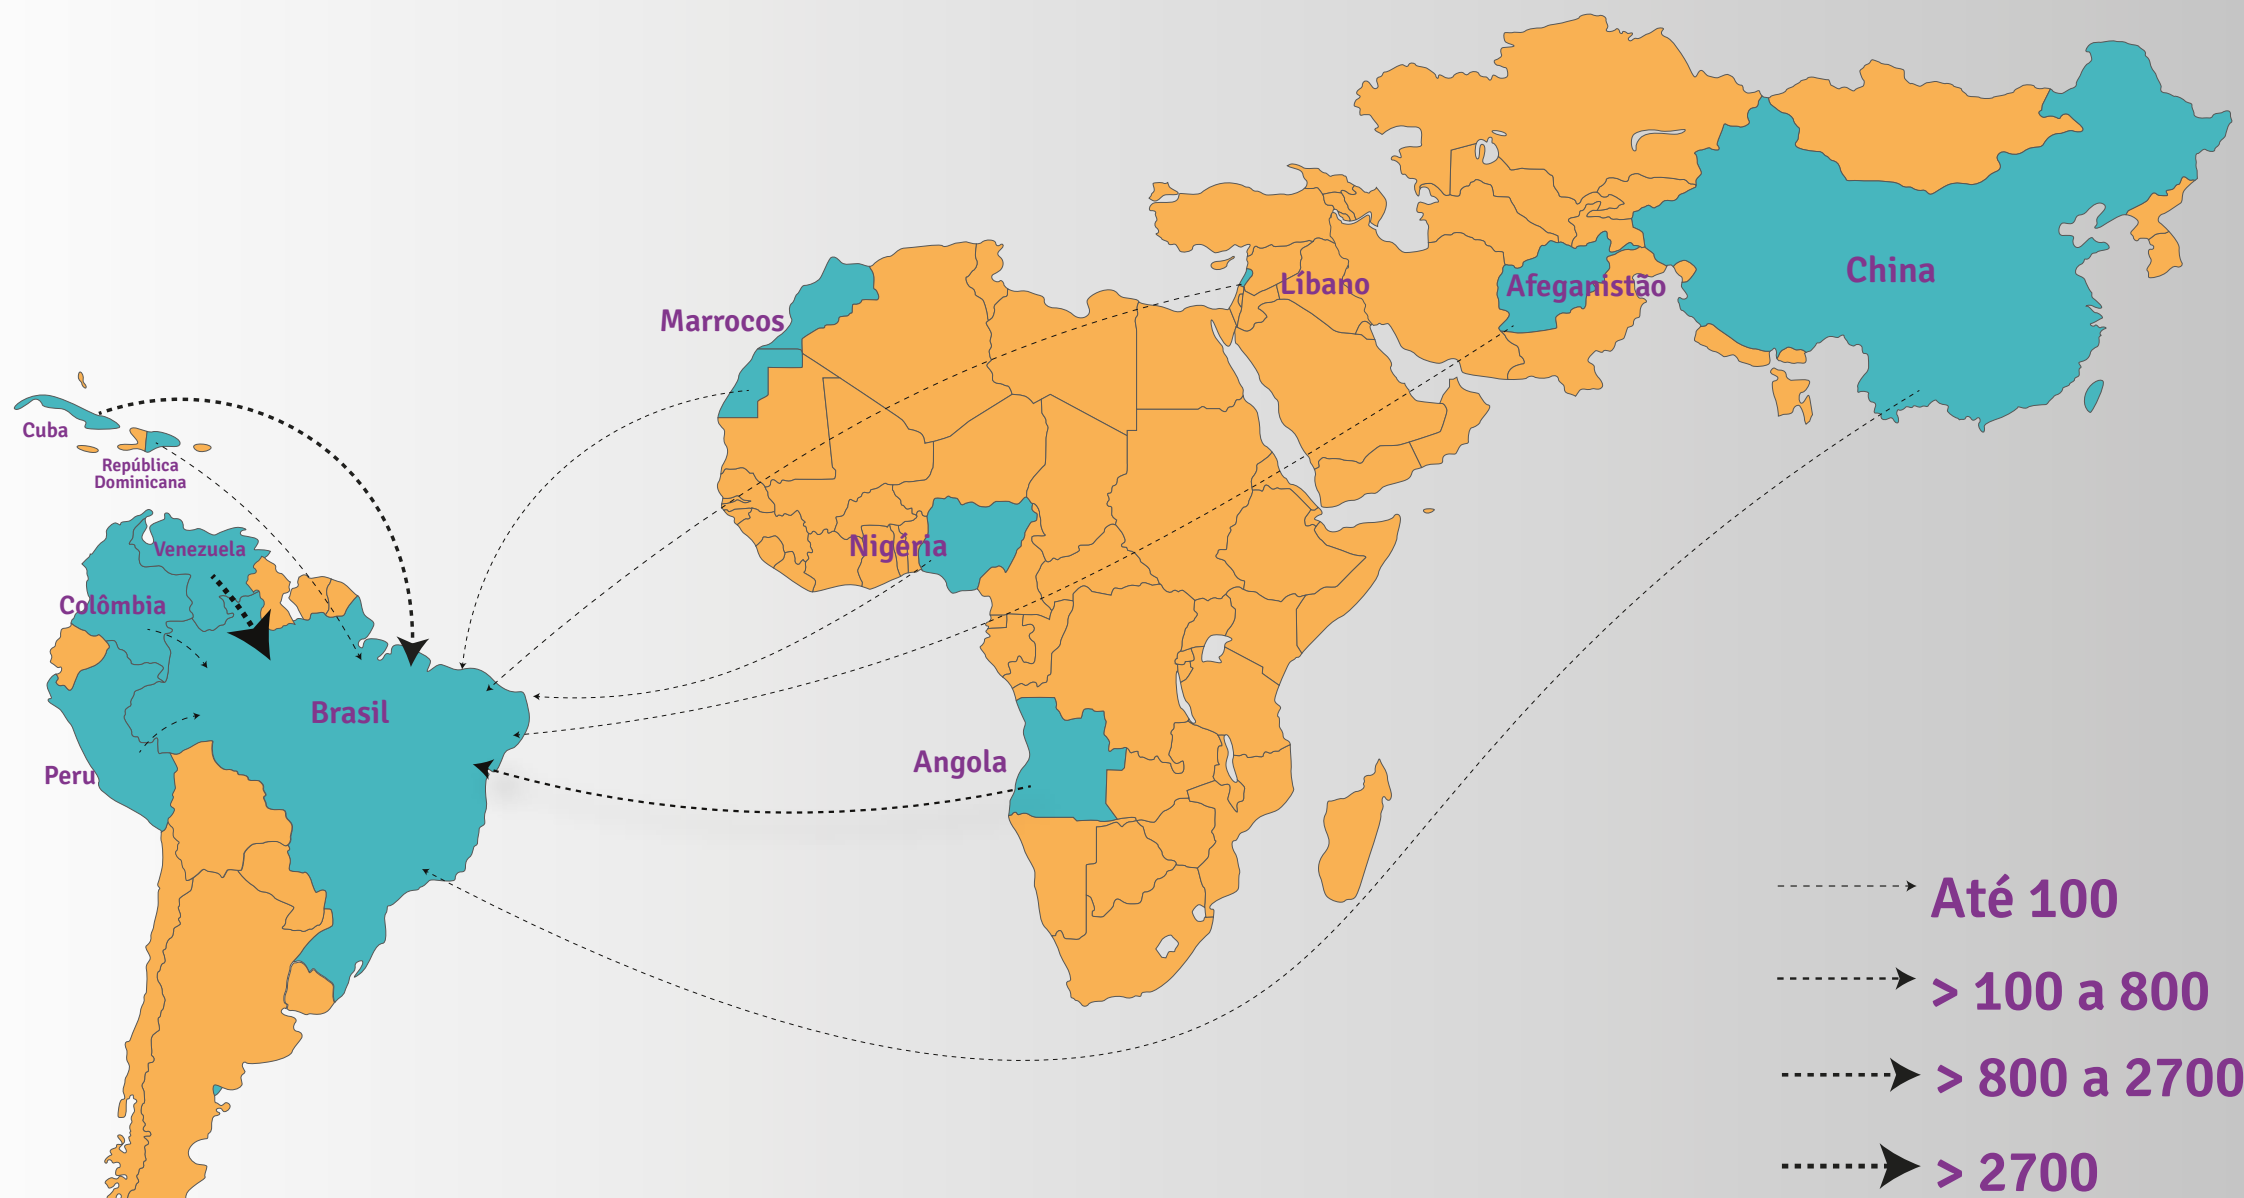 China
Líbano
Afeganistão
Marrocos
Cuba
República
Dominicana
Venezuela
Nigéria
Colômbia
Brasil
Angola
Peru
Até 100
> 100 a 800
> 800 a 2700
> 2700